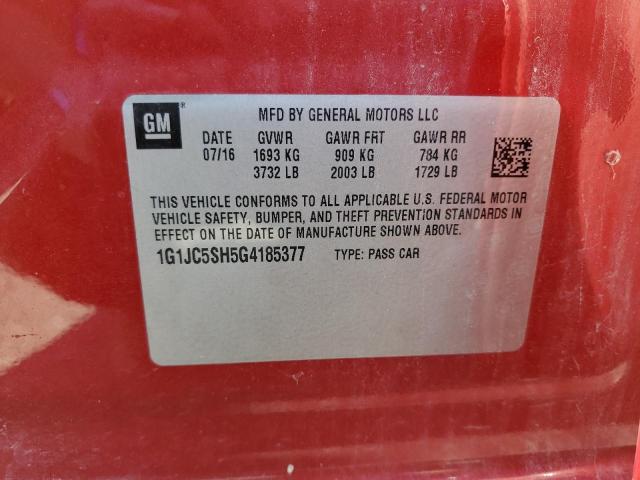 GM ®
MFD BY GENERAL MOTORS LLC
DATE GVWR GAWR FRT GAWR RR
07/16 1693 KG 909 KG 784 KG
3732 LB 2003 LB 1729 LB
THIS VEHICLE CONFORMS TO ALL APPLICABLE U.S. FEDERAL MOTOR
VEHICLE SAFETY, BUMPER, AND THEFT PREVENTION STANDARDS IN
EFFECT ON THE DATE OF MANUFACTURE SHOWN ABOVE.
1G1JC5SH5G4185377 TYPE: PASS CAR